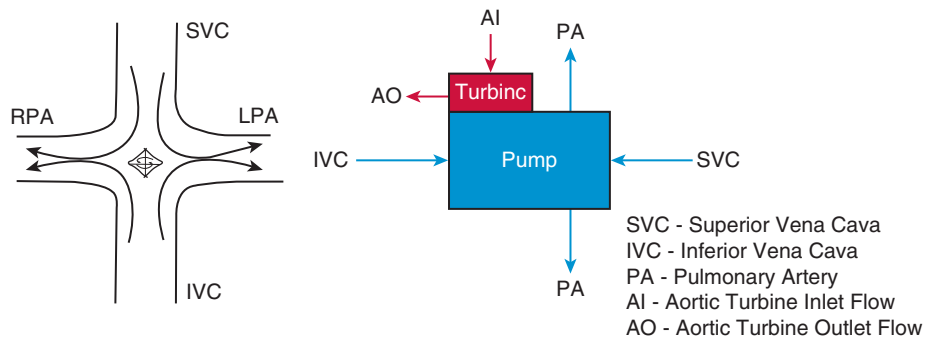 SVC
RPA
LPA
IVC
AI
PA
AO
Turbinc
IVC
Pump
SVC
PA
SVC - Superior Vena Cava
IVC - Inferior Vena Cava
PA - Pulmonary Artery
AI - Aortic Turbine Inlet Flow
AO - Aortic Turbine Outlet Flow